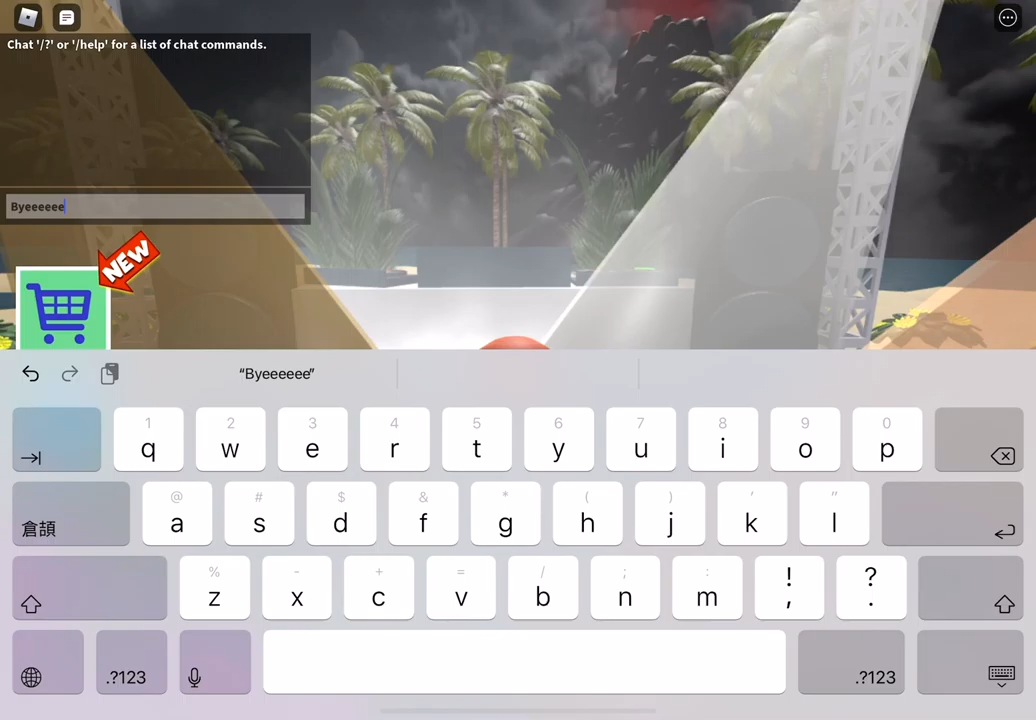 Chat '/?' or '/help' for a list of chat commands.
Byeeeeee
NEW
“Byeeeeee”
1 2 3 4 5 6 7 8 9 0
q w e r t y u i o p
@ # $ & * ( ) ' "
倉頡 a s d f g h j k l
% - + = / ; : ! ?
z x c v b n m , .
.?123 .?123